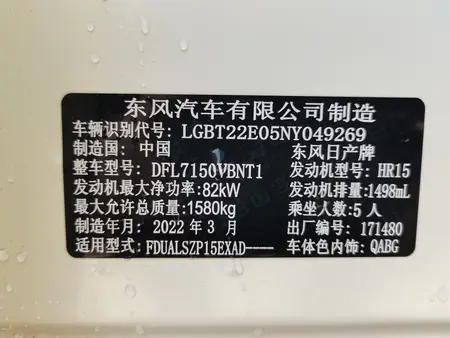 东风汽车有限公司制造
车辆识别代号: LGBT22E05NY049269
制造国: 中国 东风日产牌
整车型号: DFL7150VBNT1 发动机型号: HR15
发动机最大净功率: 82kW 发动机排量: 1498mL
最大允许总质量: 1580kg 乘坐人数: 5 人
制造年月: 2022 年 3 月 出厂编号: 171480
适用型式: FDUALSZP15EXAD———— 车体色内饰: QABG